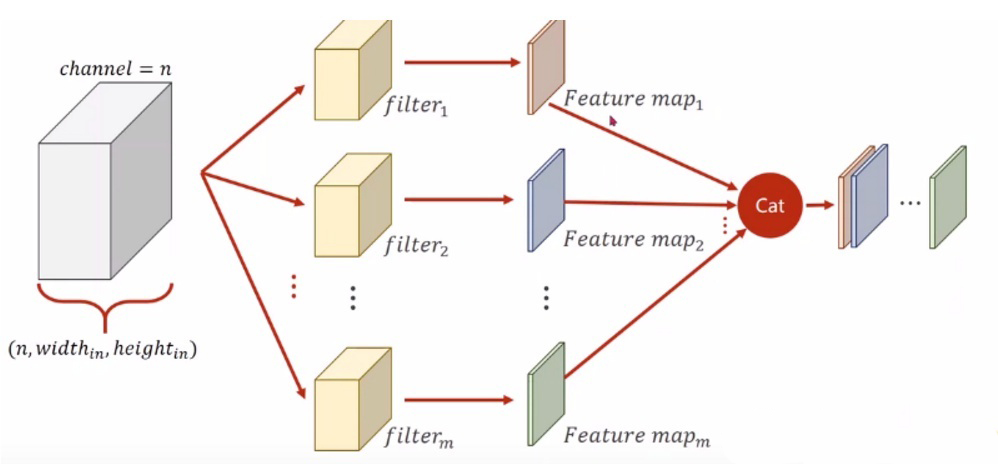 channel = n
filter₁
Feature map₁
Cat
...
filter₂
Feature map₂
(n, width_in, height_in)
filter_m
Feature map_m